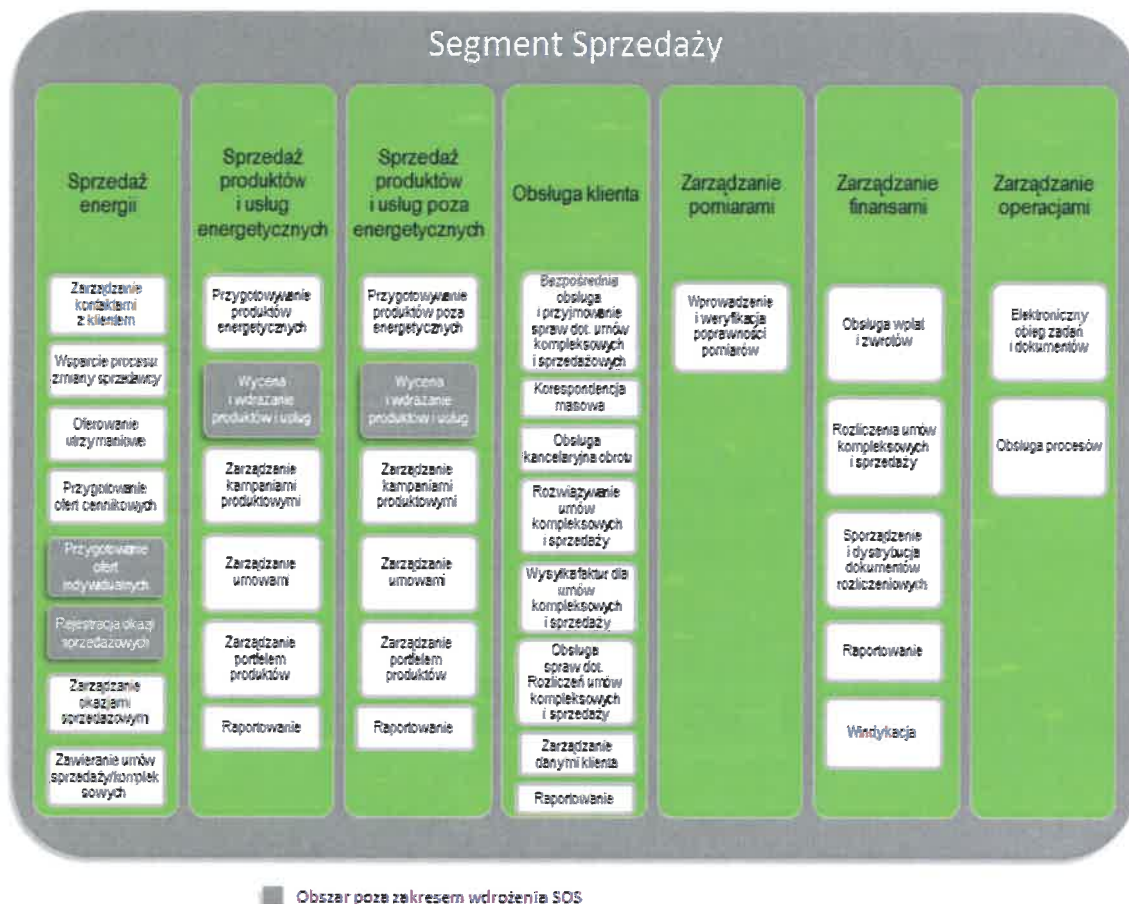 Segment Sprzedaży
Sprzedaż
energii
Zarządzanie
kontaktami
z klientem
Wsparcie procesu
zmiany sprzedawcy
Oferowanie
utrzymaniowe
Przygotowanie
ofert cennikowych
Przygotowanie
ofert
indywidualnych
Rejestracja okazji
sprzedażowych
Zarządzanie
okazjami
sprzedażowym
Zawieranie umów
sprzedaży/komplek
sowych
Sprzedaż
produktów
i usług
energetycznych
Przygotowywanie
produktów
energetycznych
Wycena
i wdrażanie
produktów i usług
Zarządzanie
kampaniami
produktowymi
Zarządzanie
umowami
Zarządzanie
portfelem
produktów
Raportowanie
Sprzedaż
produktów
i usług poza
energetycznych
Przygotowywanie
produktów poza
energetycznych
Wycena
i wdrażanie
produktów i usług
Zarządzanie
kampaniami
produktowymi
Zarządzanie
umowami
Zarządzanie
portfelem
produktów
Raportowanie
Obsługa klienta
Bezpośrednia
obsługa
i przyjmowanie
spraw dot. umów
kompleksowych
i sprzedażowych
Korespondencja
masowa
Obsługa
kancelaryjna obrotu
Rozwiązywanie
umów
kompleksowych
i sprzedaży
Wysyłka faktur dla
umów
kompleksowych
i sprzedaży
Obsługa
spraw dot.
Rozliczeń umów
kompleksowych
i sprzedaży
Zarządzanie
danymi klienta
Raportowanie
Zarządzanie
pomiarami
Wprowadzenie
i weryfikacja
poprawności
pomiarów
Zarządzanie
finansami
Obsługa wpłat
i zwrotów
Rozliczenia umów
kompleksowych
i sprzedaży
Sporządzenie
i dystrybucja
dokumentów
rozliczeniowych
Raportowanie
Windykacja
Zarządzanie
operacjami
Elektroniczny
obieg zadań
i dokumentów
Obsługa procesów
Obszar poza zakresem wdrożenia SOS